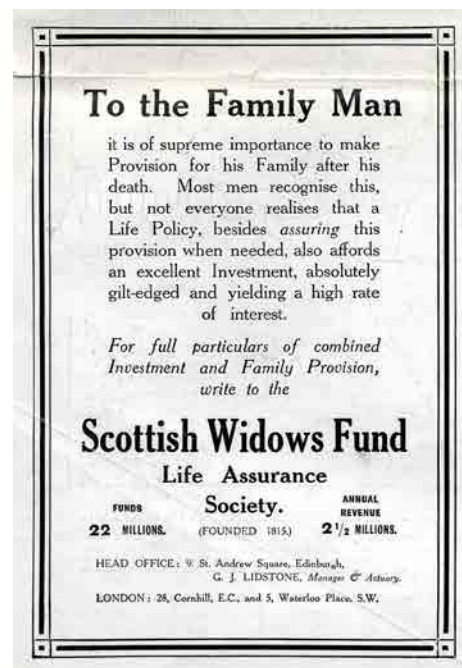 To the Family Man
it is of supreme importance to make
Provision for his Family after his
death. Most men recognise this,
but not everyone realises that a
Life Policy, besides assuring this
provision when needed, also affords
an excellent Investment, absolutely
gilt-edged and yielding a high rate
of interest.
For full particulars of combined
Investment and Family Provision,
write to the
Scottish Widows Fund
Life Assurance
Society.
FUNDS
22 MILLIONS.
(FOUNDED 1815.)
ANNUAL
REVENUE
2 1/2 MILLIONS.
HEAD OFFICE: 9, St. Andrew Square, Edinburgh,
G. J. LIDSTONE, Manager & Actuary.
LONDON: 28, Cornhill, E.C., and 5, Waterloo Place, S.W.